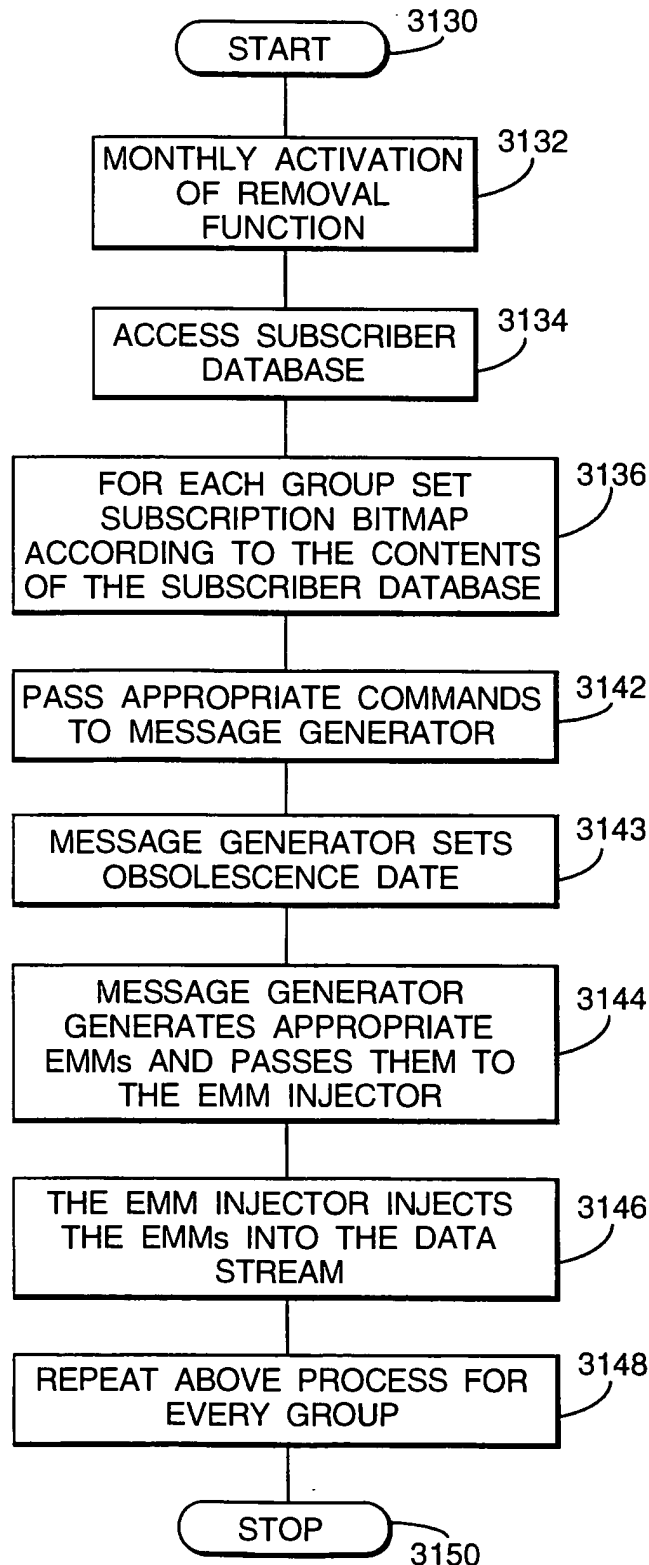 3130
START
3132
MONTHLY ACTIVATION
OF REMOVAL
FUNCTION
3134
ACCESS SUBSCRIBER
DATABASE
3136
FOR EACH GROUP SET
SUBSCRIPTION BITMAP
ACCORDING TO THE CONTENTS
OF THE SUBSCRIBER DATABASE
3142
PASS APPROPRIATE COMMANDS
TO MESSAGE GENERATOR
3143
MESSAGE GENERATOR SETS
OBSOLESCENCE DATE
3144
MESSAGE GENERATOR
GENERATES APPROPRIATE
EMMs AND PASSES THEM TO
THE EMM INJECTOR
3146
THE EMM INJECTOR INJECTS
THE EMMs INTO THE DATA
STREAM
3148
REPEAT ABOVE PROCESS FOR
EVERY GROUP
STOP
3150